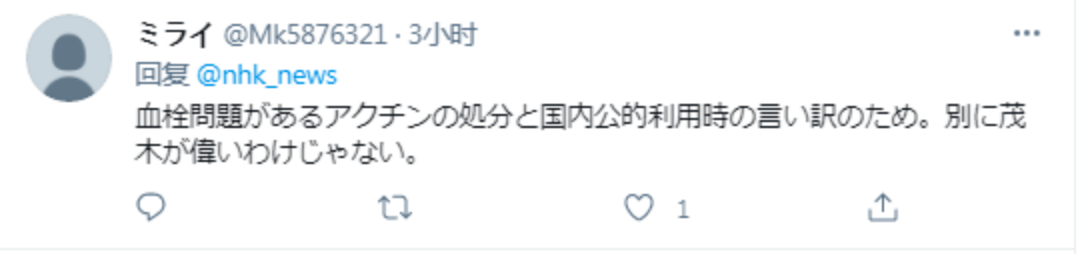 ミライ @Mk5876321 · 3小时
回复 @nhk_news
血栓問題があるアクチンの処分と国内公的利用時の言い訳のため。別に茂
木が偉いわけじゃない。
1